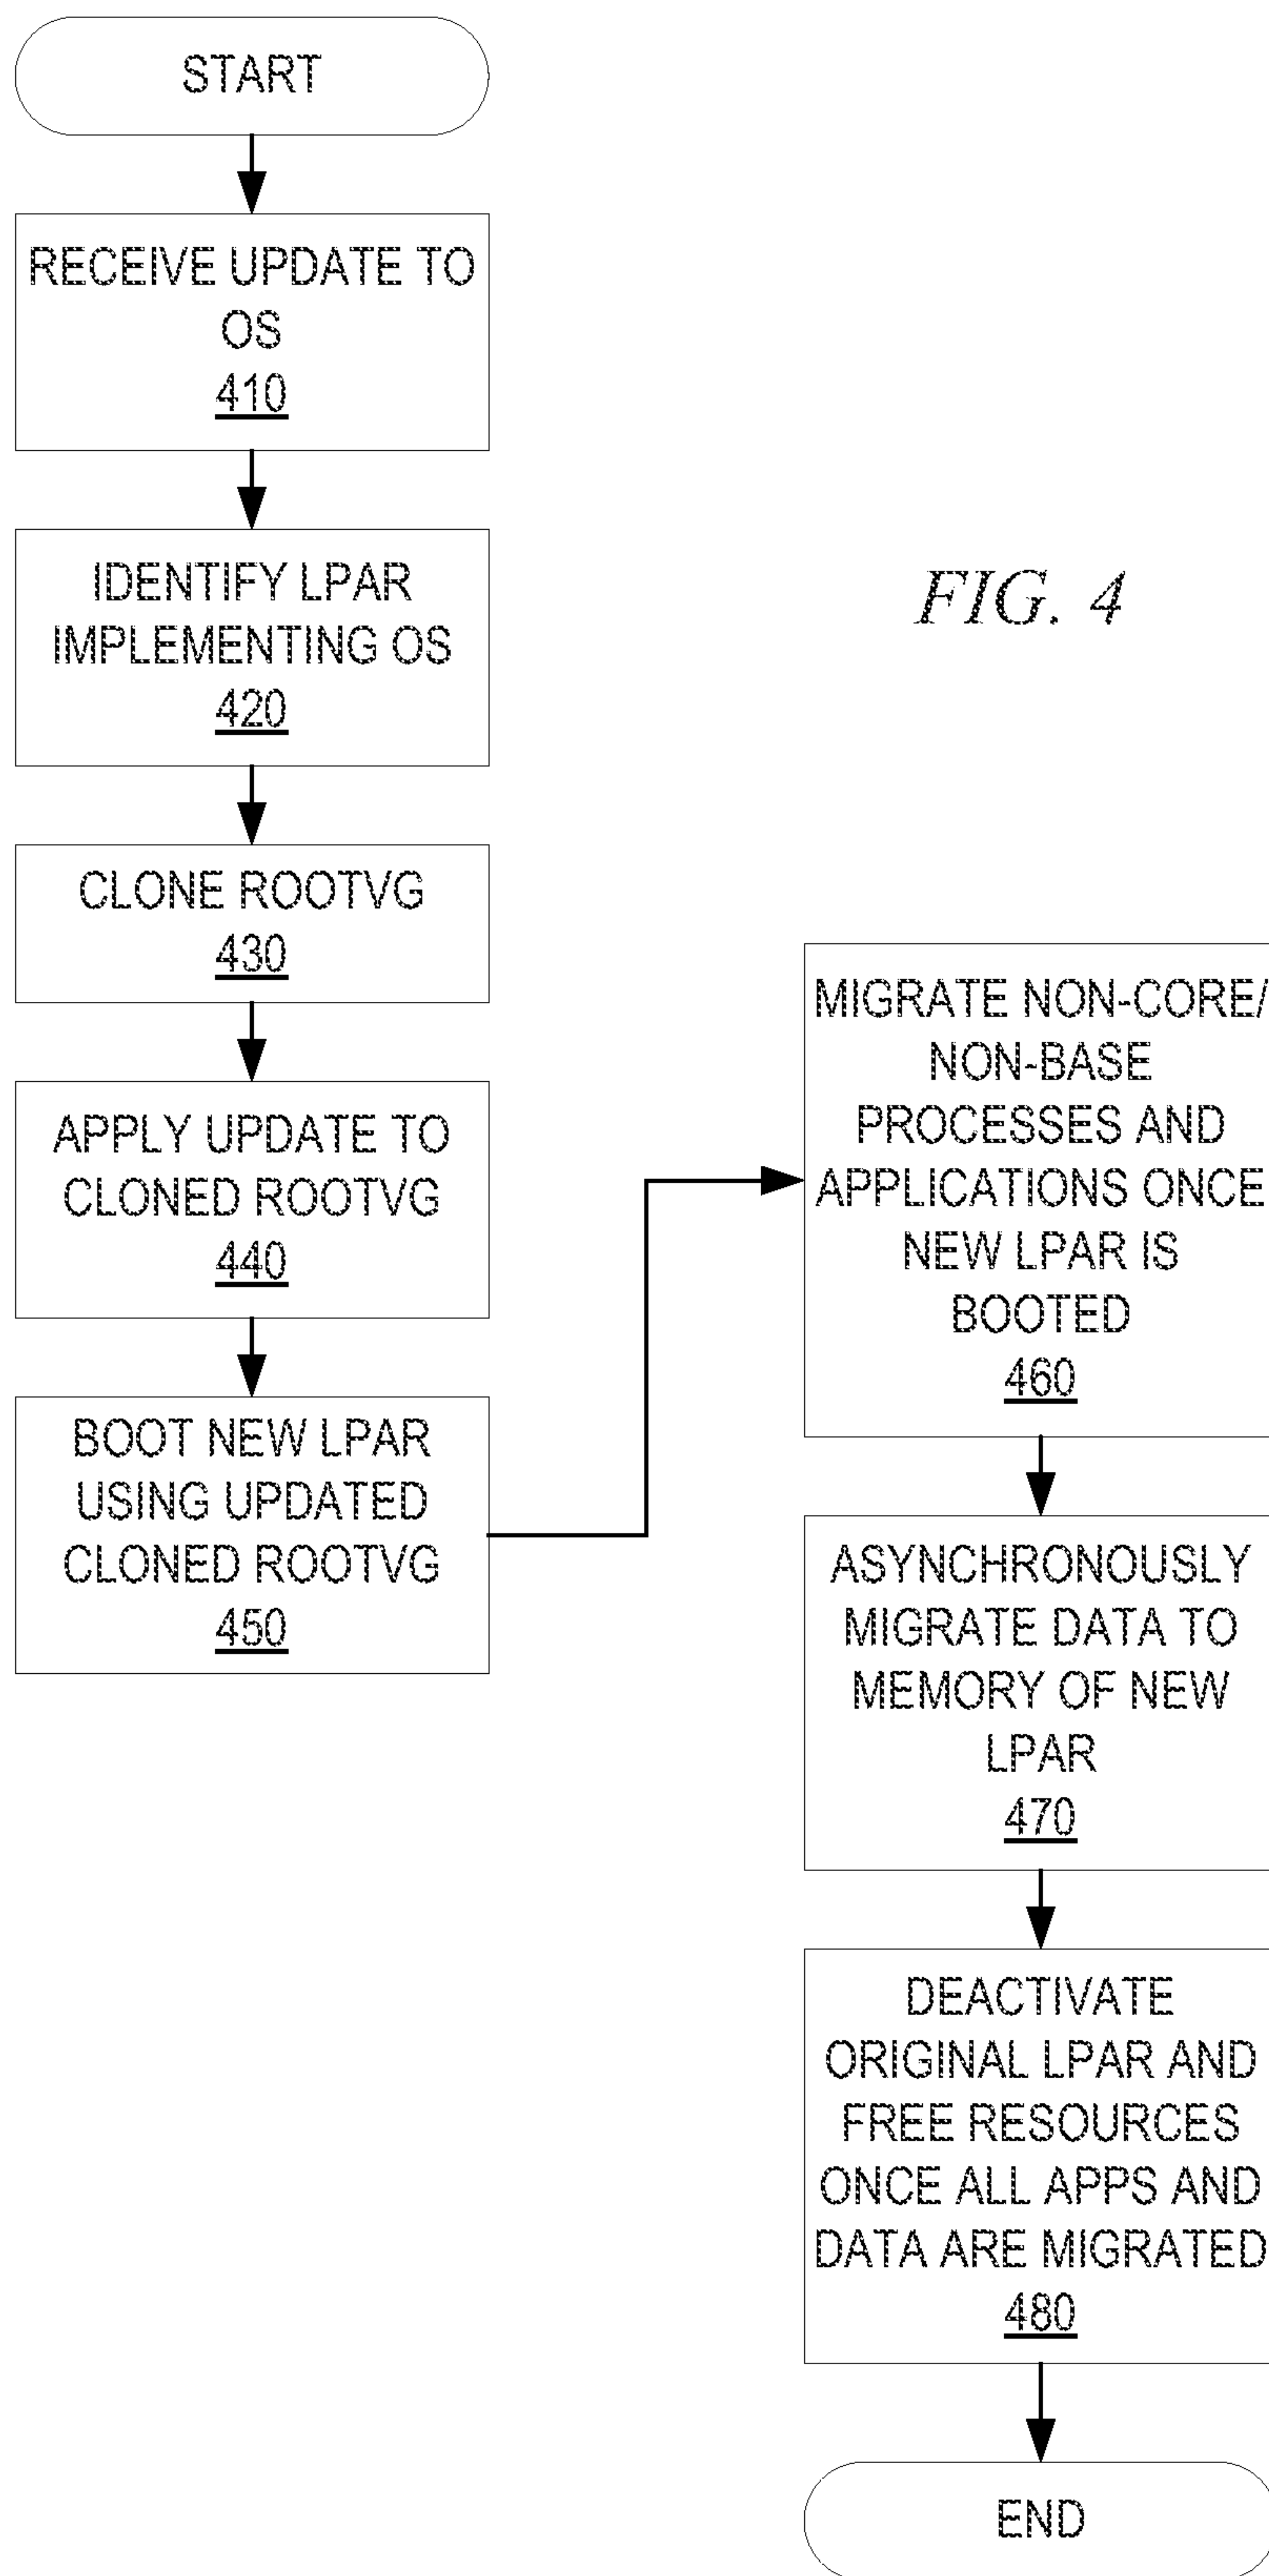 START
RECEIVE UPDATE TO
OS
410
IDENTIFY LPAR
IMPLEMENTING OS
420
CLONE ROOTVG
430
APPLY UPDATE TO
CLONED ROOTVG
440
BOOT NEW LPAR
USING UPDATED
CLONED ROOTVG
450
FIG. 4
MIGRATE NON-CORE/
NON-BASE
PROCESSES AND
APPLICATIONS ONCE
NEW LPAR IS
BOOTED
460
ASYNCHRONOUSLY
MIGRATE DATA TO
MEMORY OF NEW
LPAR
470
DEACTIVATE
ORIGINAL LPAR AND
FREE RESOURCES
ONCE ALL APPS AND
DATA ARE MIGRATED
480
END